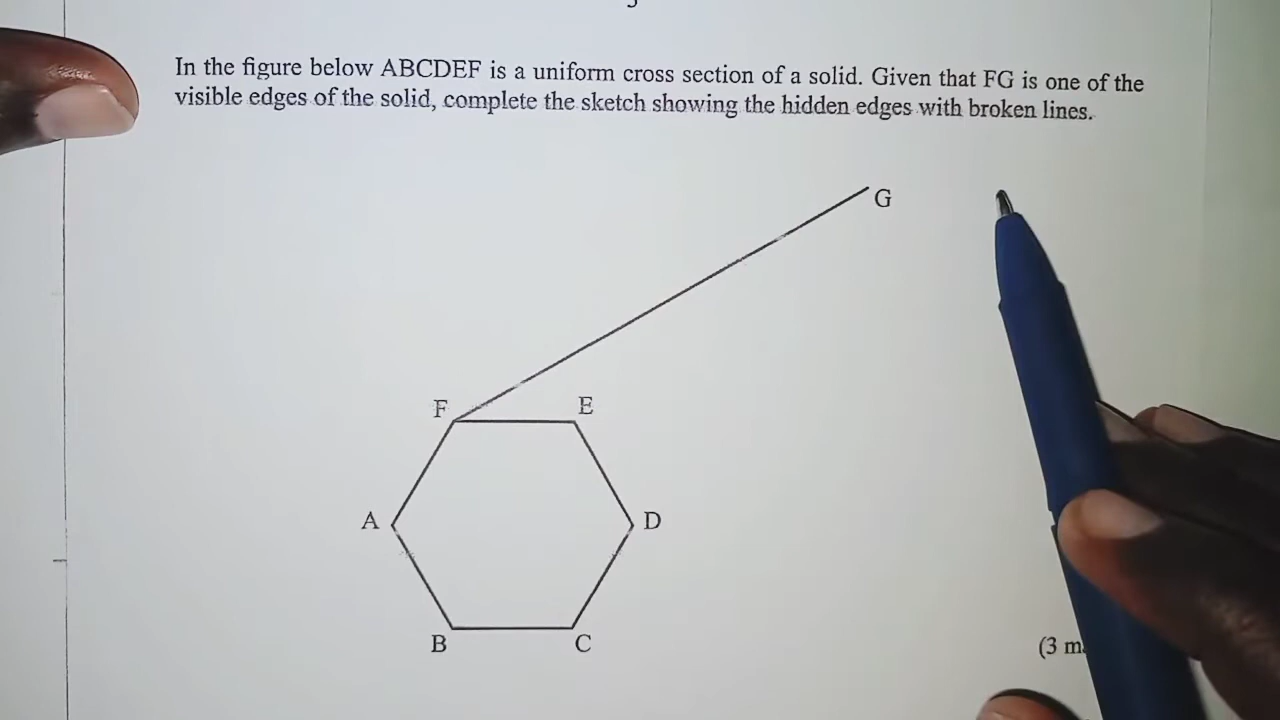 In the figure below ABCDEF is a uniform cross section of a solid. Given that FG is one of the
visible edges of the solid, complete the sketch showing the hidden edges with broken lines.
G
F E
A D
B C
(3 m